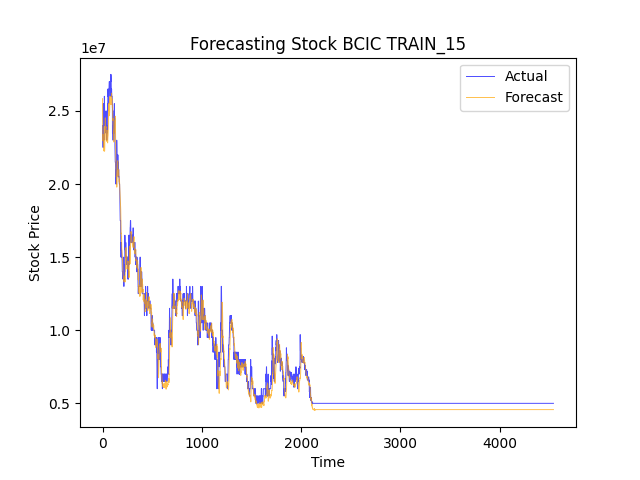 Forecasting Stock BCIC TRAIN_15
1e7
Actual
Forecast
2.5
2.0
1.5
1.0
0.5
Stock Price
0 1000 2000 3000 4000
Time